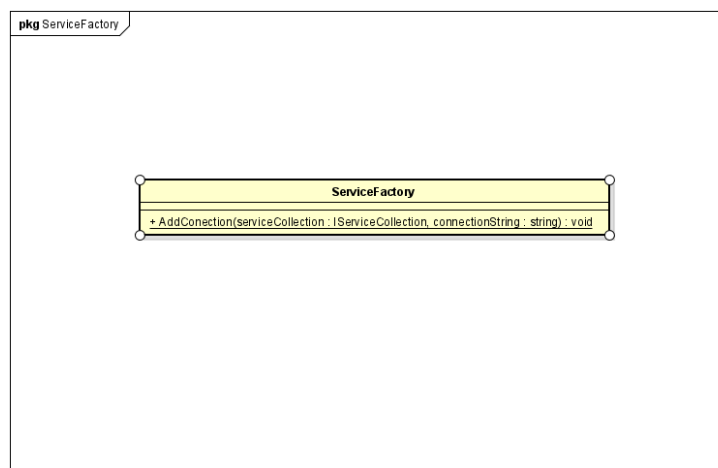 pkg ServiceFactory
ServiceFactory
+ AddConection(serviceCollection : IServiceCollection, connectionString : string) : void